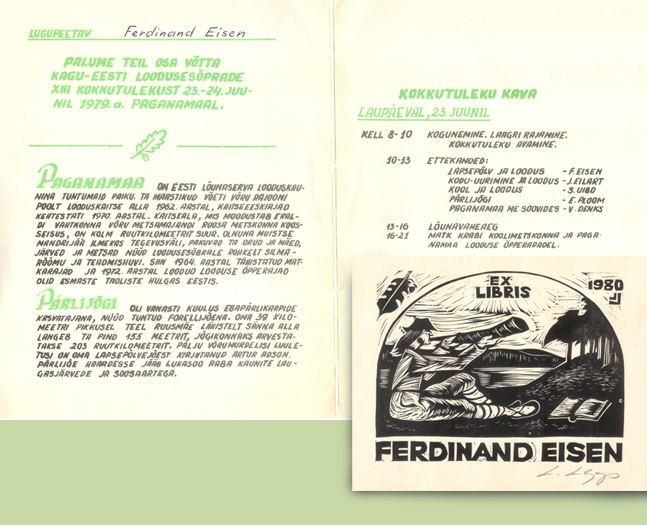 LUGUPEETAV Ferdinand Eisen
PALUME TEIL OSA VÕTTA
KAGU-EESTI LOODUSESÕPRADE
XIII KOKKUTULEKUST 23.-24. JUU-
NIL 1979. a. PAGANAMAAL.
PAGANAMAA ON EESTI LÕUNASERVA LOODUSKAU-
NINA TUNTUMAID PAIKU. TA MAASTIKUD VÕETI VÕRU RAJOONI
POOLT LOODUSKAITSE ALLA 1962. AASTAL, KAITSEEESKIRJAD
KEHTESTATI 1970. AASTAL. KAITSEALA, MIS MOODUSTAB ERAL-
DI VAHTKONNA VÕRU METSAMAJANDI ROOSA METSKONNA KOOS-
SEISUS, ON KOLM RUUTKILOMEETRIT SUUR. OLNUNA MUISTSE
MANDRIJÄÄ ILMEKAS TEGEVUSVÄLI, PAKUVAD TA ORUD JA MÄED,
JÄRVED JA METSAD NÜÜD LOODUSESÕBRALE ROHKELT SILMA-
RÕÕMU JA TEADMISHUVI. SIIN 1964. AASTAL TÄHISTATUD MAT-
KARAJAD JA 1972. AASTAL LOODUD LOODUSE ÕPPERAJAD
OLID ESMASTE TAOLISTE HULGAS EESTIS.
PÄRLIJÕGI OLI VANASTI KUULUS EBAPÄRLIKARPIDE
KASVATAJANA, NÜÜD TUNTUD FORELLIJÕENA. OMA 39 KILO-
MEETRI PIKKUSEL TEEL RUUSMÄE LÄHISTELT SÄNNA ALLA
LANGEB TA PIND 155 MEETRIT, JÕGIKONNAKS ARVESTA-
TAKSE 203 RUUTKILOMEETRIT. PALJU VÕRUMURDELISI LUULE-
TUSI ON OMA LAPSEPÕLVEJÕEST KIRJUTANUD ARTUR ADSON.
PÄRLIJÕE HAARDESSE JÄÄB LUHASOO RABA KAUNITE LAU-
GASJÄRVEDE JA SOOSAARTEGA.
KOKKUTULEKU KAVA
LAUPÄEVAL, 23. JUUNIL
KELL 8-10 KOGUNEMINE. LAAGRI RAJAMINE.
KOKKUTULEKU AVAMINE.
10-13 ETTEKANDED:
LAPSEPÕLV JA LOODUS - F. EISEN
KODU-UURIMINE JA LOODUS - J. EILART
KOOL JA LOODUS - S. UIBO
PÄRLIJÕGI - E. PLOOM
PAGANAMAA ME SOOVIDES - V. DENKS
13-16 LÕUNAVAHEAEG
16-21 MATK KRABI KOOLIMETSKONNA JA PAGA-
NAMAA LOODUSE ÕPPERADADEL.
EX
LIBRIS
1980
FERDINAND EISEN